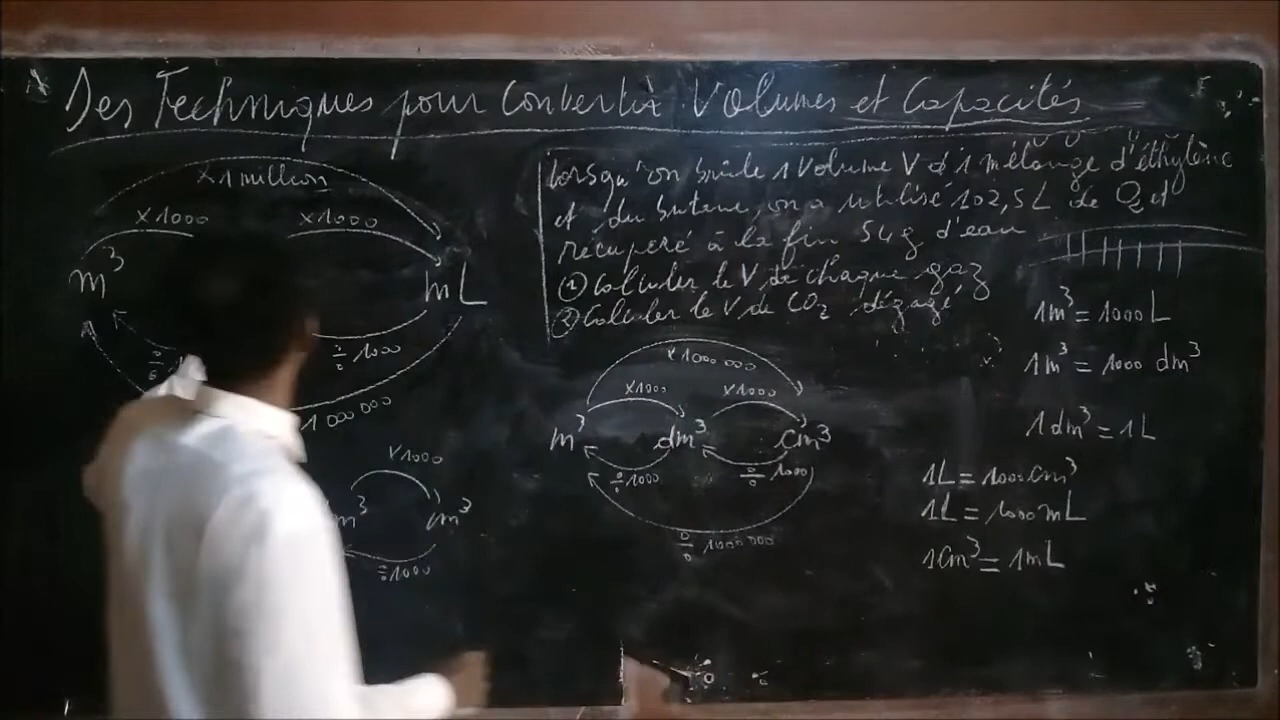 Des Techniques pour Convertir Volumes et Capacités
x1 million
x1000 x1000
m³ mL
÷ 1000
1 000 000
x1000
m³ cm³
÷1000
Lorsqu'on brûle 1 Volume V d'1 mélange d'éthylène
et du butane, on a utilisé 102,5L de O₂ et
récuperé à la fin 54g d'eau
① Calculer le V de chaque gaz
② Calculer le V de CO₂ dégagé
x1000 000
x1000 x1000
m³ dm³ cm³
÷1000 ÷ 1000
÷ 1000 000
1m³ = 1000L
1m³ = 1000 dm³
1dm³ = 1L
1L = 1000cm³
1L = 1000mL
1cm³ = 1mL